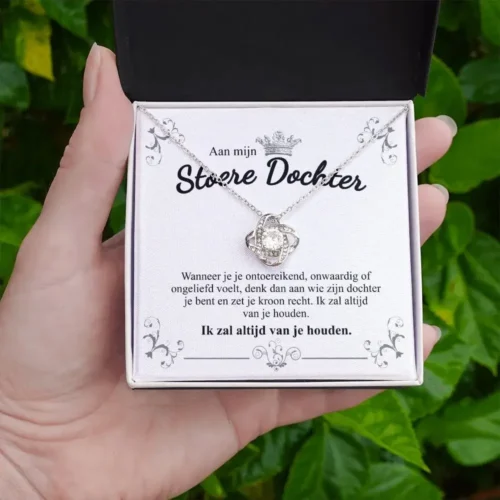 Aan mijn
Stoere Dochter
Wanneer je je ontoereikend, onwaardig of
ongeliefd voelt, denk dan aan wie zijn dochter
je bent en zet je kroon recht. Ik zal altijd
van je houden.
Ik zal altijd van je houden.